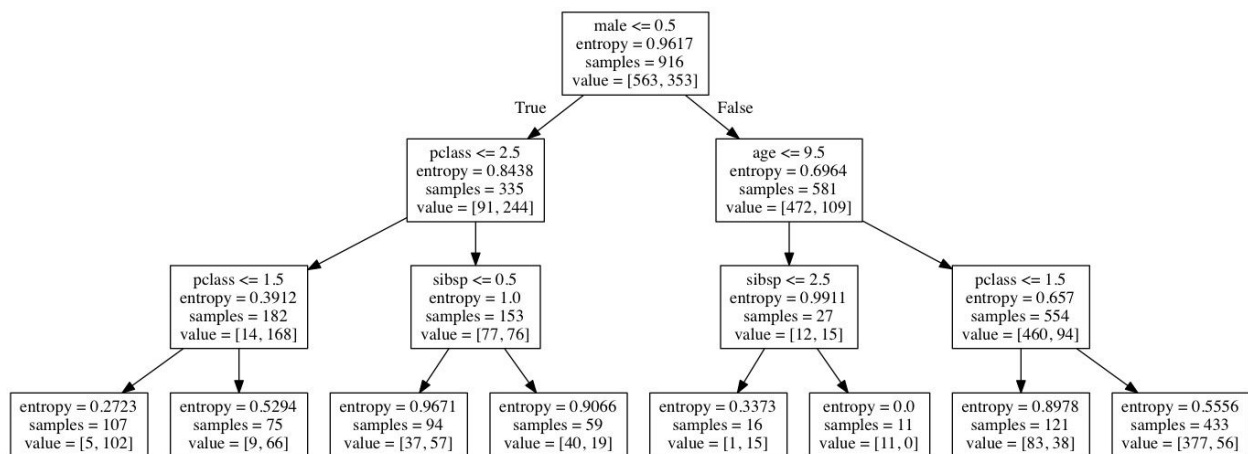 male <= 0.5
entropy = 0.9617
samples = 916
value = [563, 353]
True
False
pclass <= 2.5
entropy = 0.8438
samples = 335
value = [91, 244]
age <= 9.5
entropy = 0.6964
samples = 581
value = [472, 109]
pclass <= 1.5
entropy = 0.3912
samples = 182
value = [14, 168]
sibsp <= 0.5
entropy = 1.0
samples = 153
value = [77, 76]
sibsp <= 2.5
entropy = 0.9911
samples = 27
value = [12, 15]
pclass <= 1.5
entropy = 0.657
samples = 554
value = [460, 94]
entropy = 0.2723
samples = 107
value = [5, 102]
entropy = 0.5294
samples = 75
value = [9, 66]
entropy = 0.9671
samples = 94
value = [37, 57]
entropy = 0.9066
samples = 59
value = [40, 19]
entropy = 0.3373
samples = 16
value = [1, 15]
entropy = 0.0
samples = 11
value = [11, 0]
entropy = 0.8978
samples = 121
value = [83, 38]
entropy = 0.5556
samples = 433
value = [377, 56]